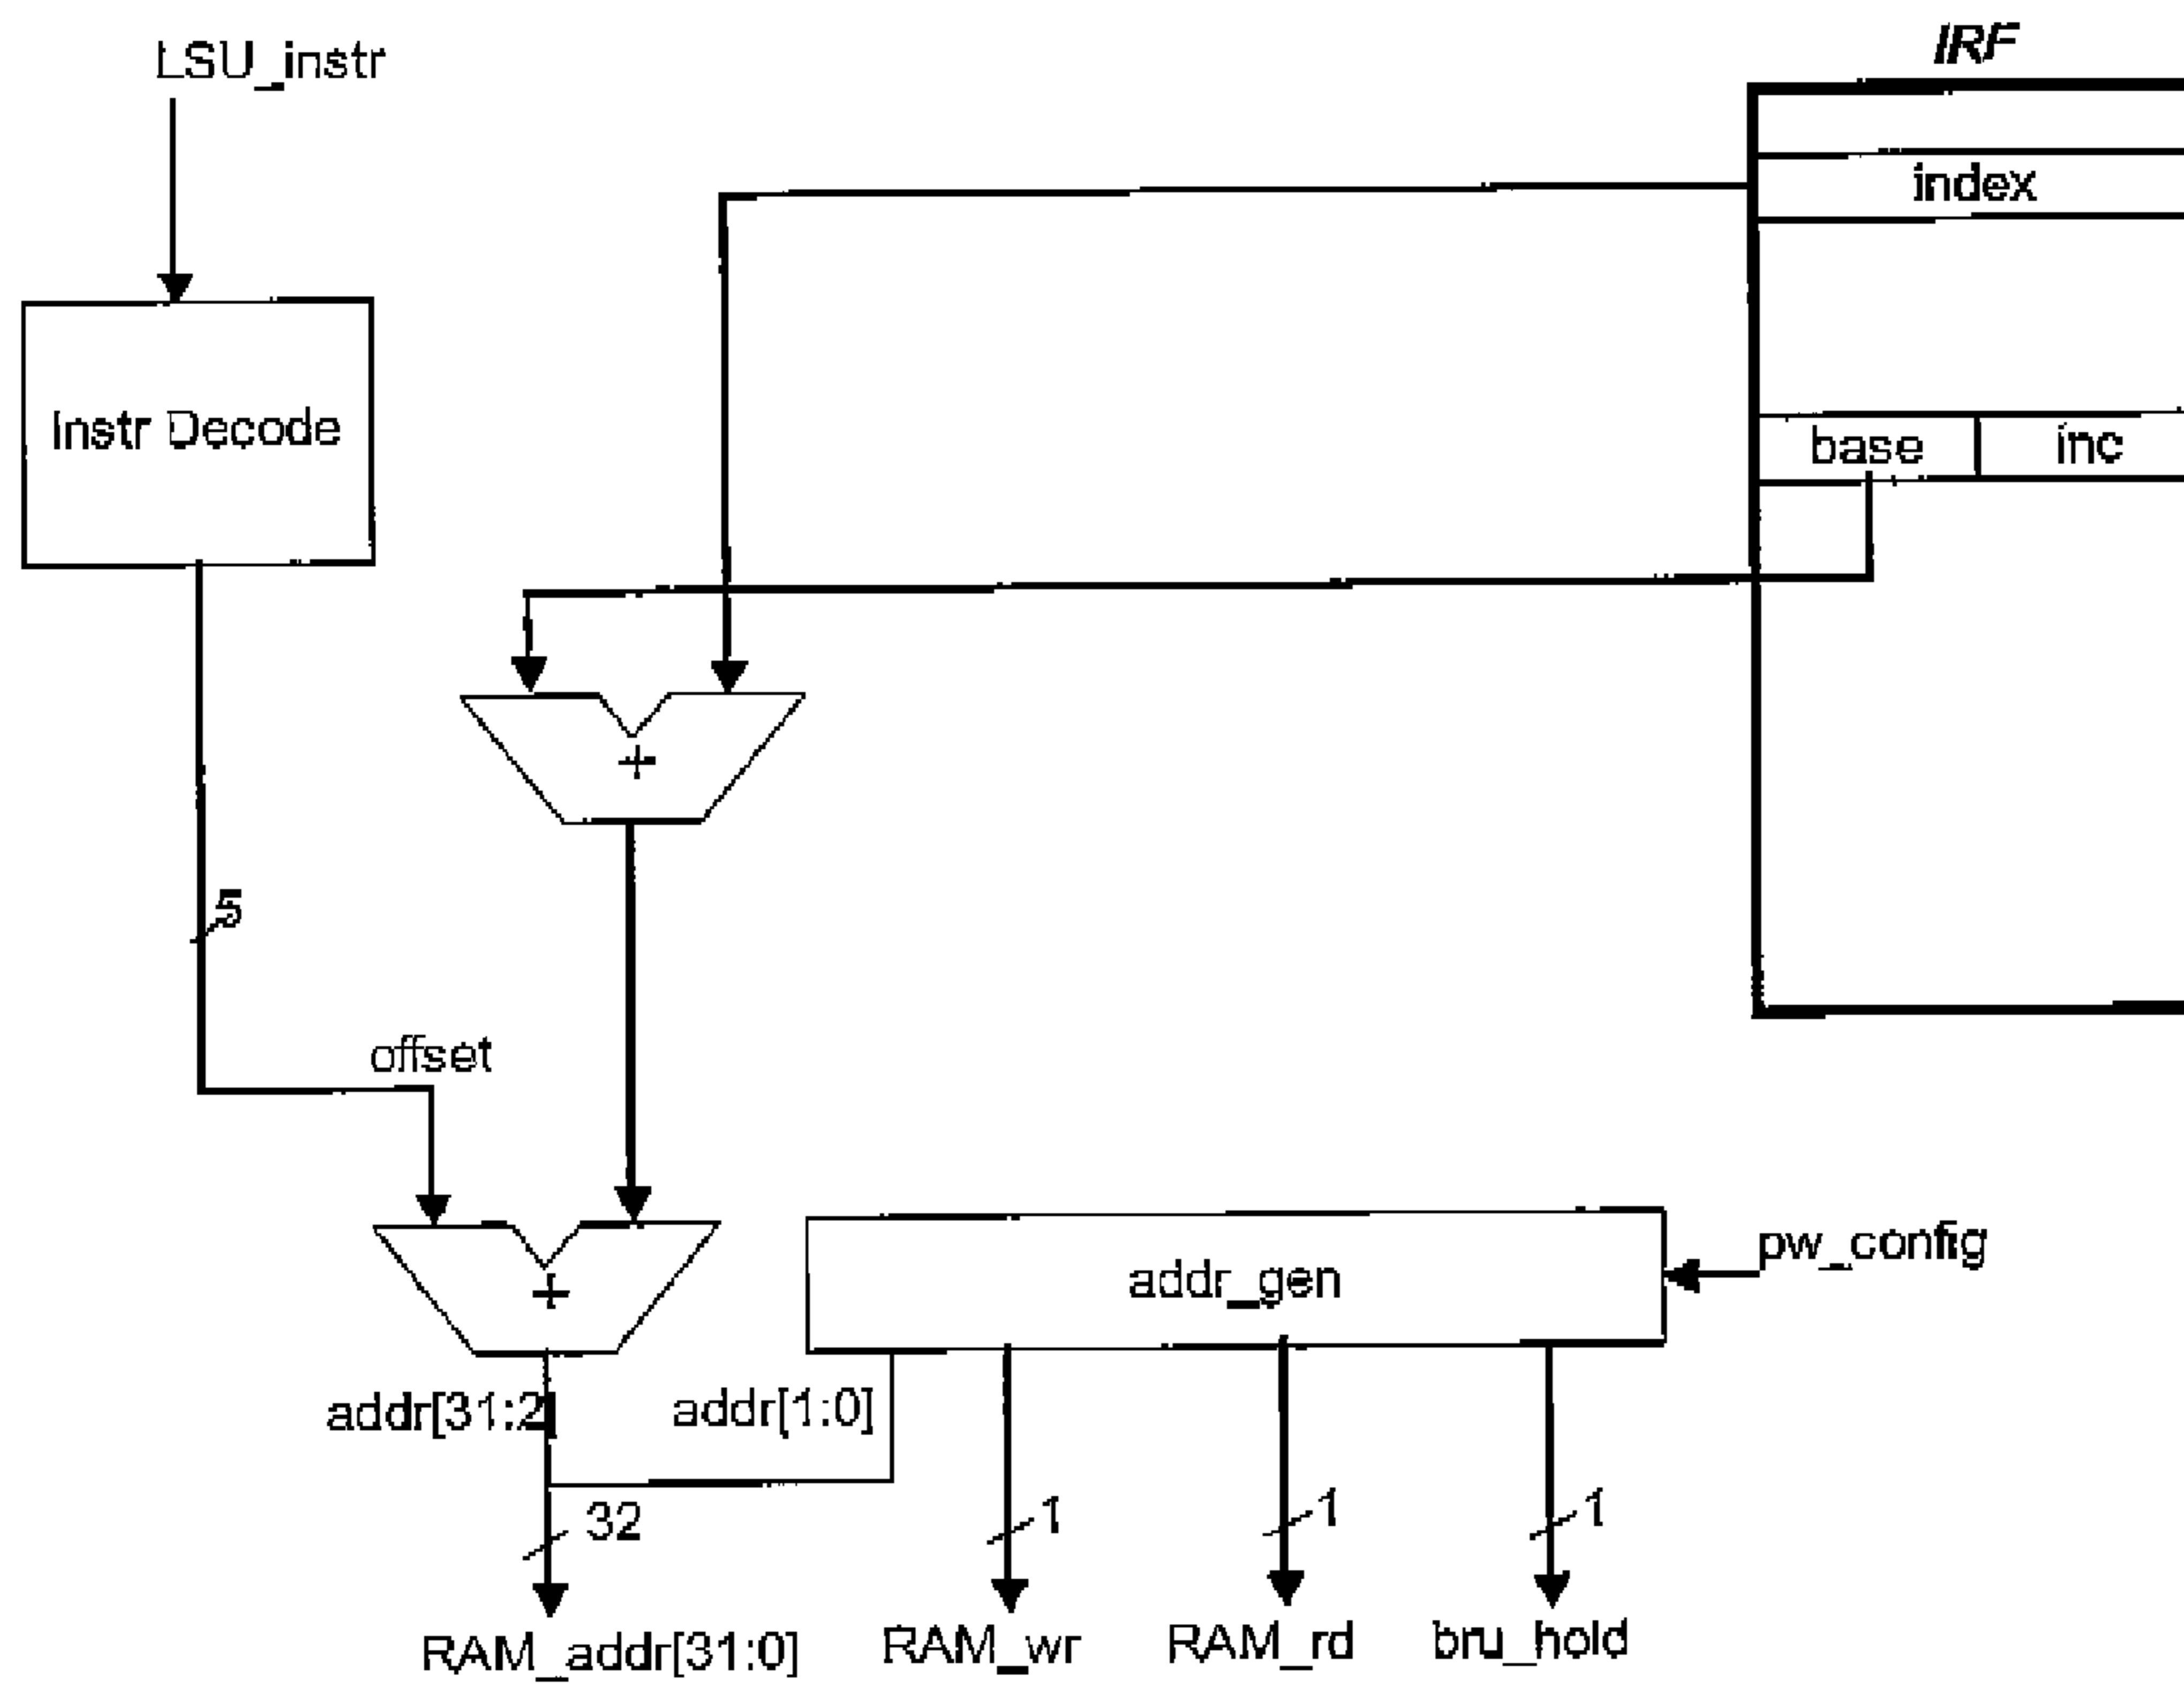 LSU_instr
IRF
index
Instr Decode
base
inc
5
offset
addr_gen
pw_config
addr[31:2]
addr[1:0]
32
1
1
1
RAM_addr[31:0]
RAM_wr
RAM_rd
bru_hold